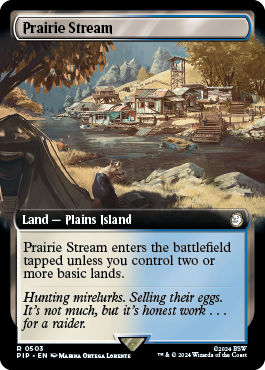 Prairie Stream
Land — Plains Island
Prairie Stream enters the battlefield
tapped unless you control two or
more basic lands.
Hunting mirelurks. Selling their eggs.
It's not much, but it's honest work . . .
for a raider.
R 0503
PIP • EN Marina Ortega Lorente
©2024 BSW
™ & © 2024 Wizards of the Coast